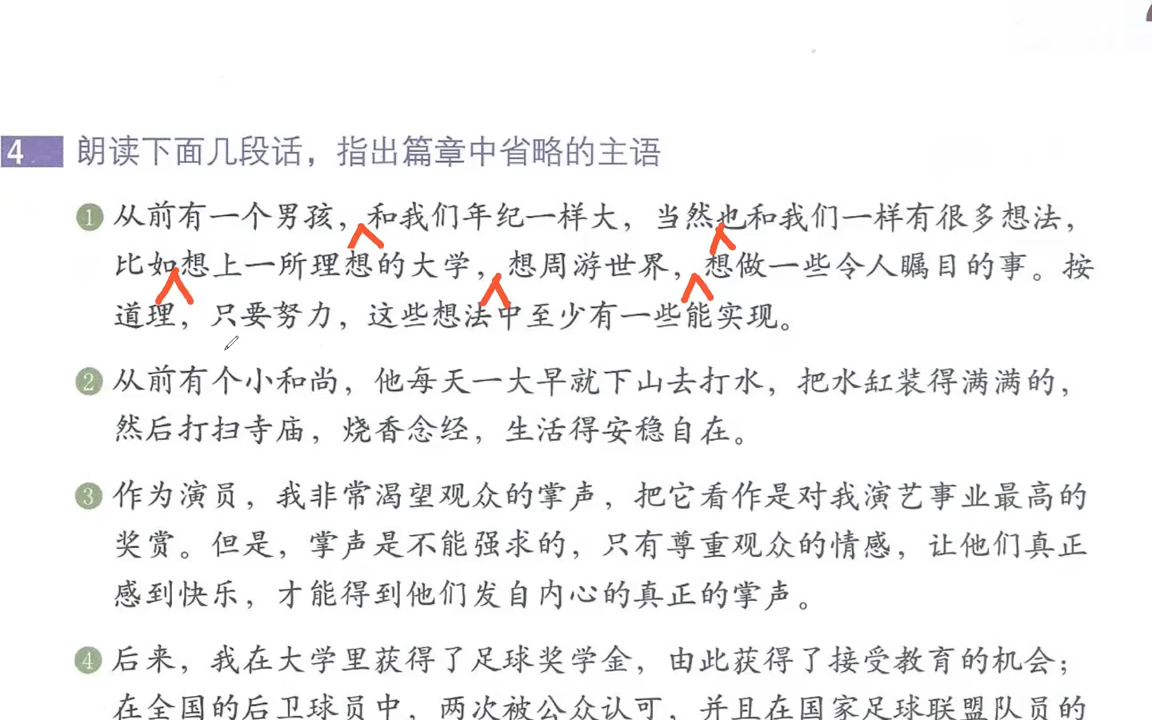 4 朗读下面几段话，指出篇章中省略的主语
1 从前有一个男孩，和我们年纪一样大，当然也和我们一样有很多想法，
比如想上一所理想的大学，想周游世界，想做一些令人瞩目的事。按
道理，只要努力，这些想法中至少有一些能实现。
2 从前有个小和尚，他每天一大早就下山去打水，把水缸装得满满的，
然后打扫寺庙，烧香念经，生活得安稳自在。
3 作为演员，我非常渴望观众的掌声，把它看作是对我演艺事业最高的
奖赏。但是，掌声是不能强求的，只有尊重观众的情感，让他们真正
感到快乐，才能得到他们发自内心的真正的掌声。
4 后来，我在大学里获得了足球奖学金，由此获得了接受教育的机会；
在全国的后卫球员中，两次被公众认可，并且在国家足球联盟队员的